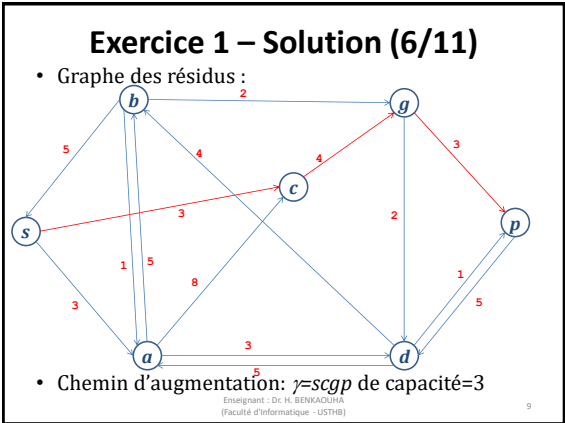 Exercice 1 – Solution (6/11)
• Graphe des résidus :
b
2
g
5
4
4
3
c
s
3
2
p
1
5
8
1
5
3
a
3
d
5
• Chemin d'augmentation: γ=scgp de capacité=3
Enseignant : Dr. H. BENKAOUHA
(Faculté d'Informatique - USTHB)
9